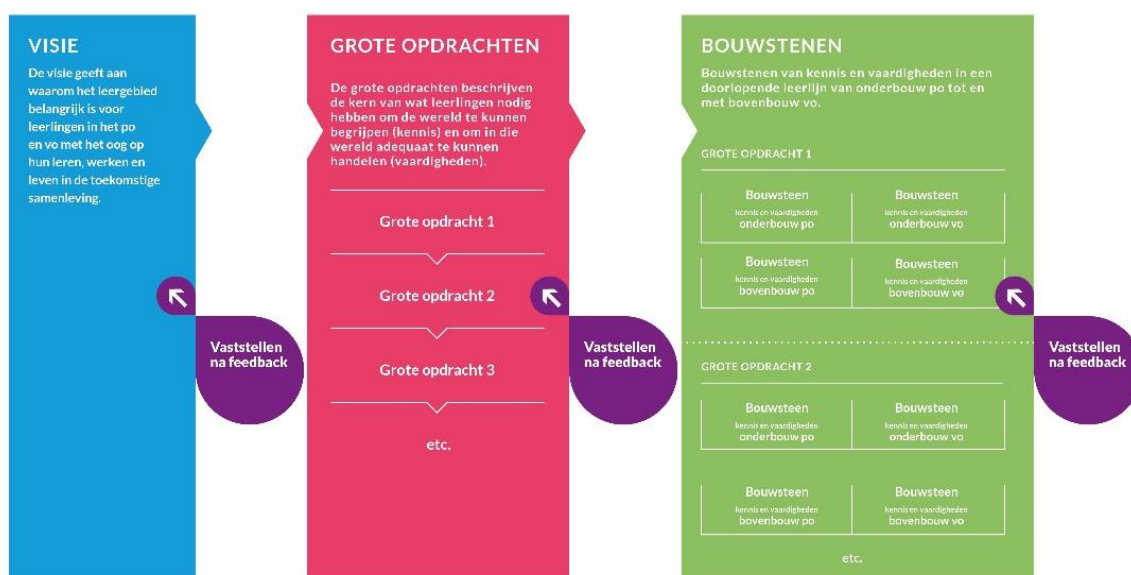 VISIE
De visie geeft aan
waarom het leergebied
belangrijk is voor
leerlingen in het po
en vo met het oog op
hun leren, werken en
leven in de toekomstige
samenleving.
Vaststellen
na feedback
GROTE OPDRACHTEN
De grote opdrachten beschrijven
de kern van wat leerlingen nodig
hebben om de wereld te kunnen
begrijpen (kennis) en om in die
wereld adequaat te kunnen
handelen (vaardigheden).
Grote opdracht 1
Grote opdracht 2
Grote opdracht 3
etc.
Vaststellen
na feedback
BOUWSTENEN
Bouwstenen van kennis en vaardigheden in een
doorlopende leerlijn van onderbouw po tot en
met bovenbouw vo.
GROTE OPDRACHT 1
Bouwsteen
kennis en vaardigheden
onderbouw po
Bouwsteen
kennis en vaardigheden
onderbouw vo
Bouwsteen
kennis en vaardigheden
bovenbouw po
Bouwsteen
kennis en vaardigheden
bovenbouw vo
GROTE OPDRACHT 2
Bouwsteen
kennis en vaardigheden
onderbouw po
Bouwsteen
kennis en vaardigheden
onderbouw vo
Bouwsteen
kennis en vaardigheden
bovenbouw po
Bouwsteen
kennis en vaardigheden
bovenbouw vo
etc.
Vaststellen
na feedback